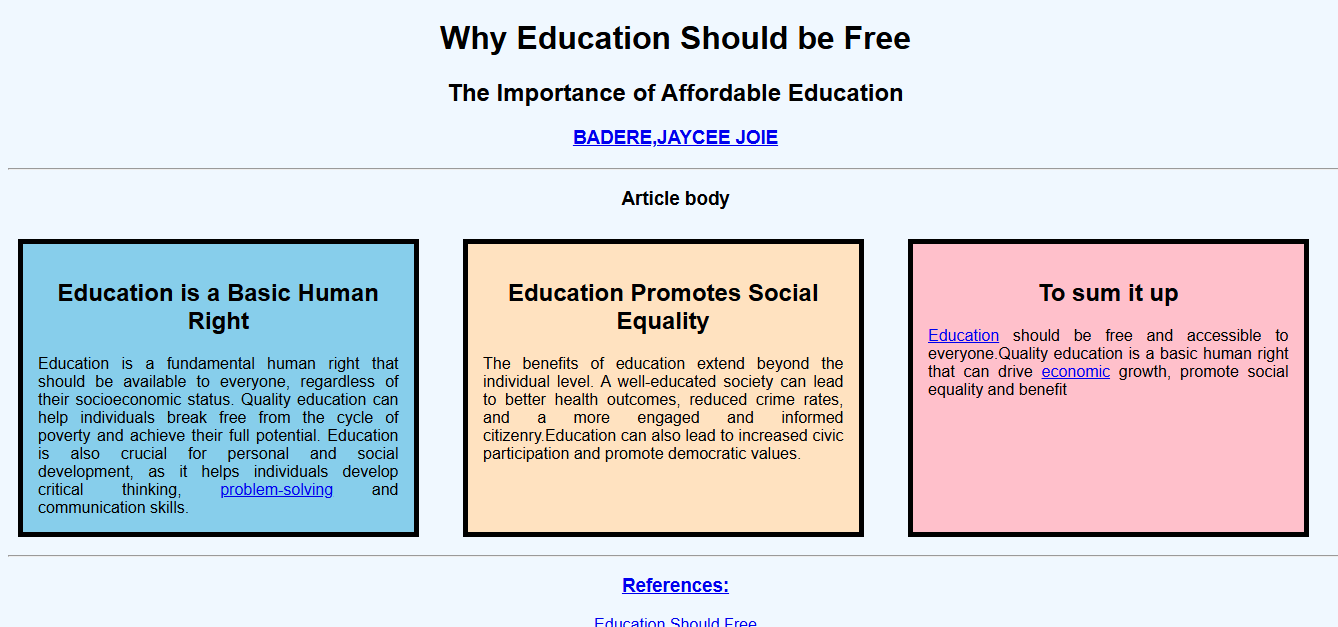 Why Education Should be Free
The Importance of Affordable Education
BADERE,JAYCEE JOIE
Article body
Education is a Basic Human
Right
Education is a fundamental human right that
should be available to everyone, regardless of
their socioeconomic status. Quality education can
help individuals break free from the cycle of
poverty and achieve their full potential. Education
is also crucial for personal and social
development, as it helps individuals develop
critical thinking, problem-solving and
communication skills.
Education Promotes Social
Equality
The benefits of education extend beyond the
individual level. A well-educated society can lead
to better health outcomes, reduced crime rates,
and a more engaged and informed
citizenry.Education can also lead to increased civic
participation and promote democratic values.
To sum it up
Education should be free and accessible to
everyone.Quality education is a basic human right
that can drive economic growth, promote social
equality and benefit
References:
Education Should Free